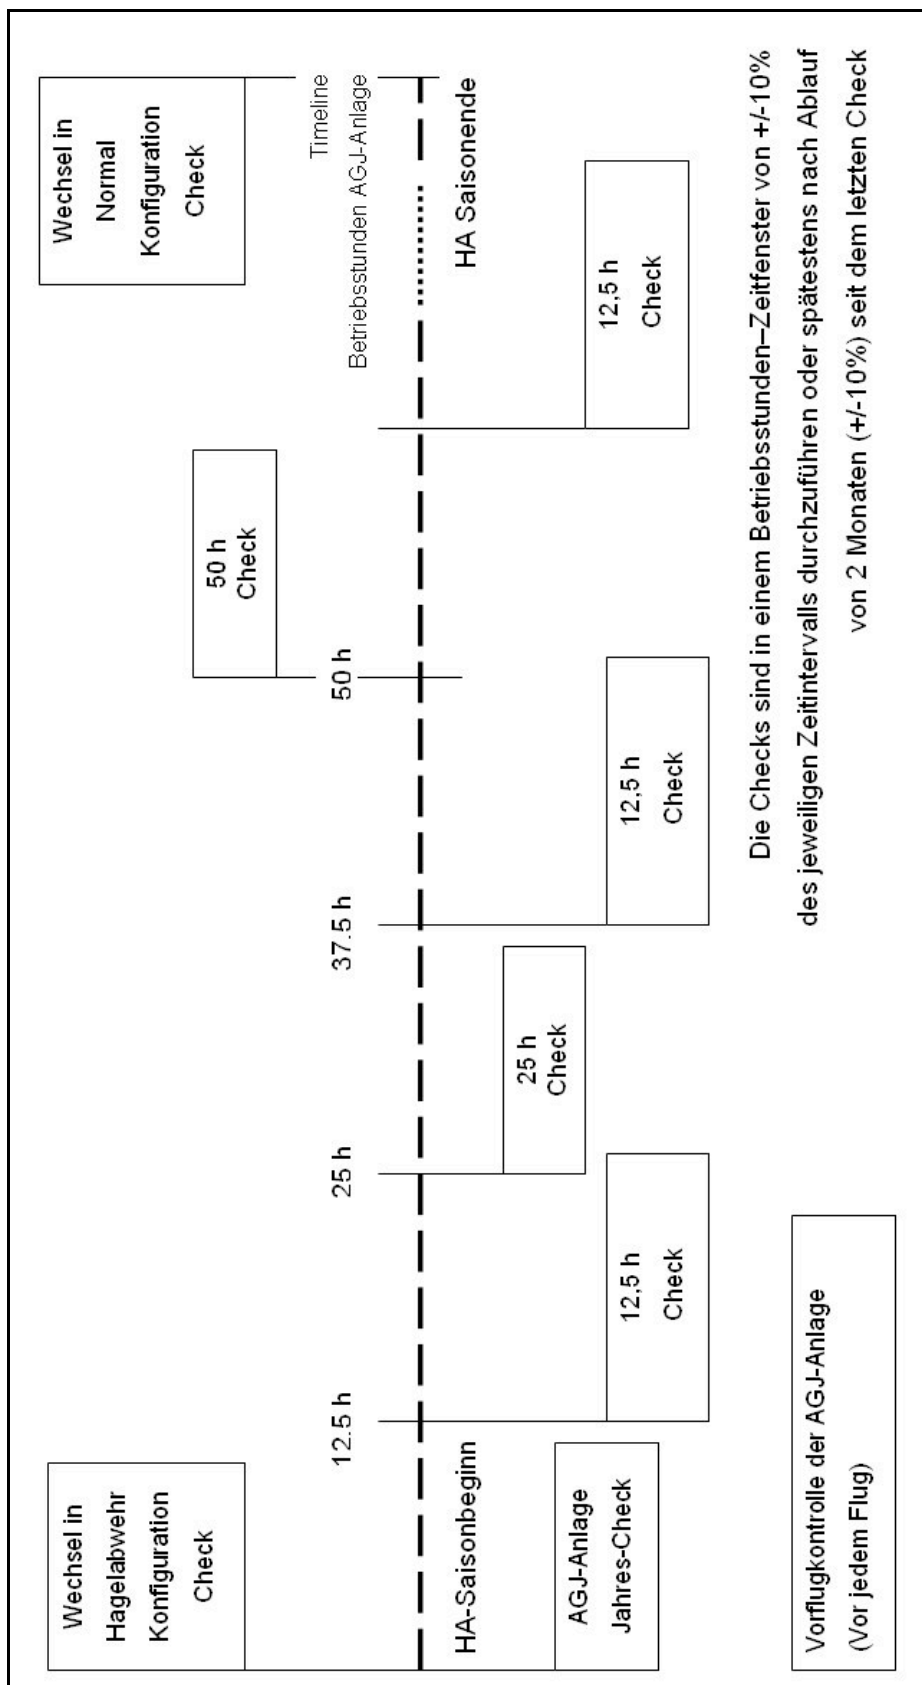 Wechsel in
Hagelabwehr
Konfiguration
Check
Wechsel in
Normal
Konfiguration
Check
50 h
Check
Timeline
Betriebsstunden AGJ-Anlage
12.5 h
25 h
37.5 h
50 h
HA-Saisonbeginn
HA Saisonende
25 h
Check
AGJ-Anlage
Jahres-Check
12,5 h
Check
12,5 h
Check
12,5 h
Check
Die Checks sind in einem Betriebsstunden–Zeitfenster von +/-10%
des jeweiligen Zeitintervalls durchzuführen oder spätestens nach Ablauf
von 2 Monaten (+/-10%) seit dem letzten Check
Vorflugkontrolle der AGJ-Anlage
(Vor jedem Flug)